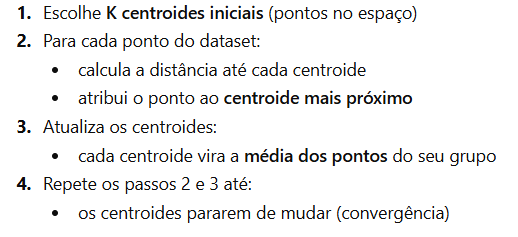 1. Escolhe K centroides iniciais (pontos no espaço)
2. Para cada ponto do dataset:
• calcula a distância até cada centroide
• atribui o ponto ao centroide mais próximo
3. Atualiza os centroides:
• cada centroide vira a média dos pontos do seu grupo
4. Repete os passos 2 e 3 até:
• os centroides pararem de mudar (convergência)